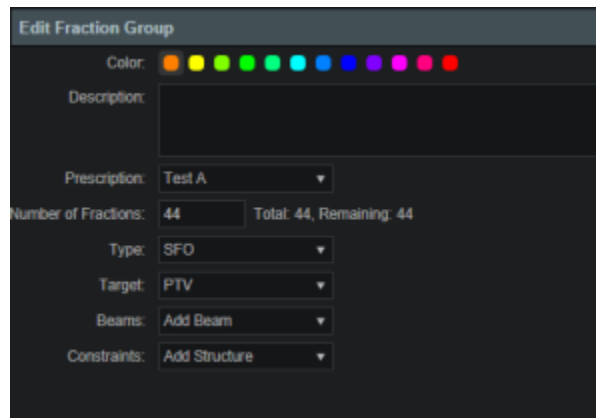 Edit Fraction Group
Color:
Description:
Prescription: Test A
Number of Fractions: 44 Total: 44, Remaining: 44
Type: SFO
Target: PTV
Beams: Add Beam
Constraints: Add Structure